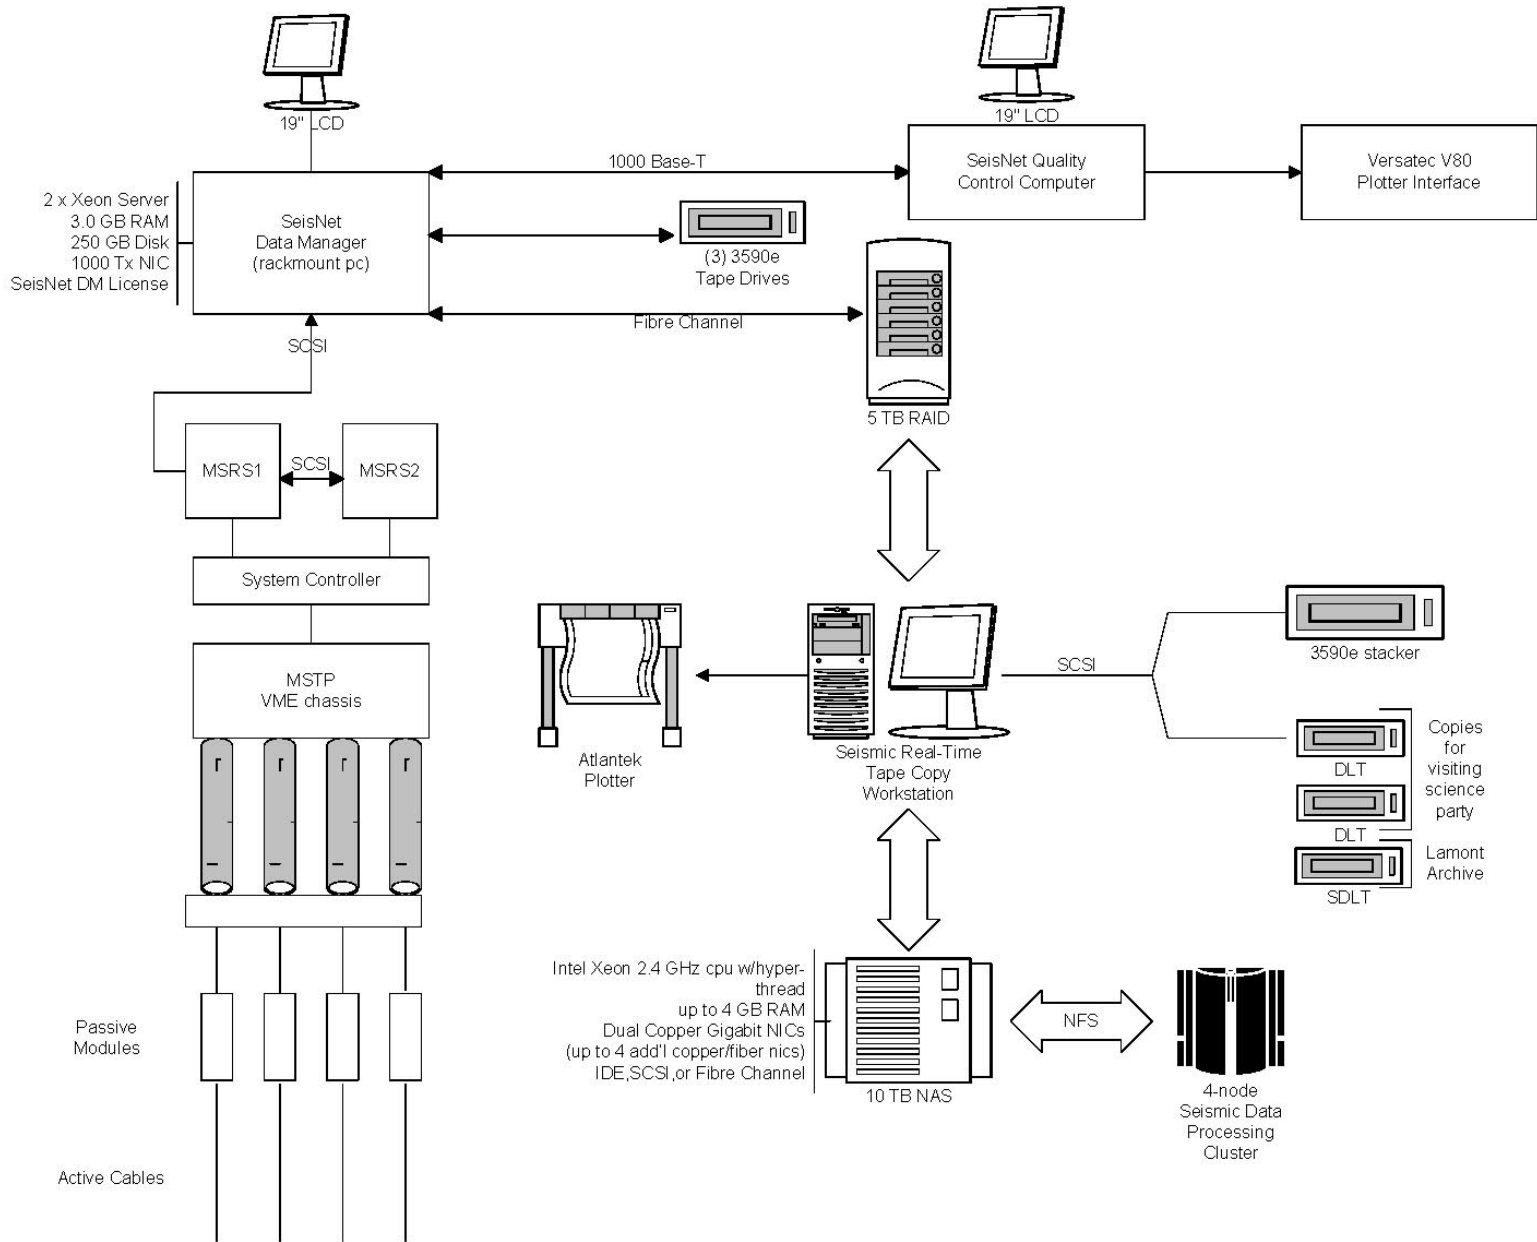 19" LCD
19" LCD
1000 Base-T
SeisNet Quality
Control Computer
Versatec V80
Plotter Interface
2 x Xeon Server
3.0 GB RAM
250 GB Disk
1000 Tx NIC
SeisNet DM License
SeisNet
Data Manager
(rackmount pc)
(3) 3590e
Tape Drives
Fibre Channel
SCSI
5 TB RAID
MSRS1
SCSI
MSRS2
System Controller
MSTP
VME chassis
Atlantek
Plotter
Seismic Real-Time
Tape Copy
Workstation
SCSI
3590e stacker
DLT
DLT
Copies
for
visiting
science
party
SDLT
Lamont
Archive
Passive
Modules
Active Cables
Intel Xeon 2.4 GHz cpu w/hyper-
thread
up to 4 GB RAM
Dual Copper Gigabit NICs
(up to 4 add'l copper/fiber nics)
IDE,SCSI,or Fibre Channel
10 TB NAS
NFS
4-node
Seismic Data
Processing
Cluster